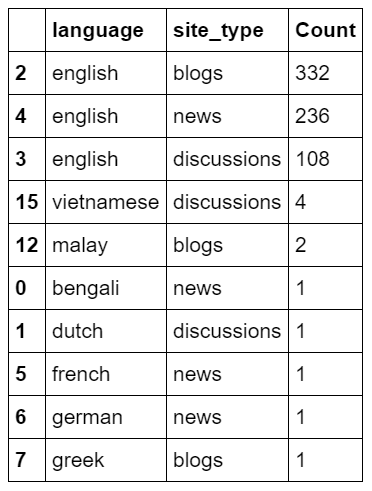 language site_type Count
2 english blogs 332
4 english news 236
3 english discussions 108
15 vietnamese discussions 4
12 malay blogs 2
0 bengali news 1
1 dutch discussions 1
5 french news 1
6 german news 1
7 greek blogs 1